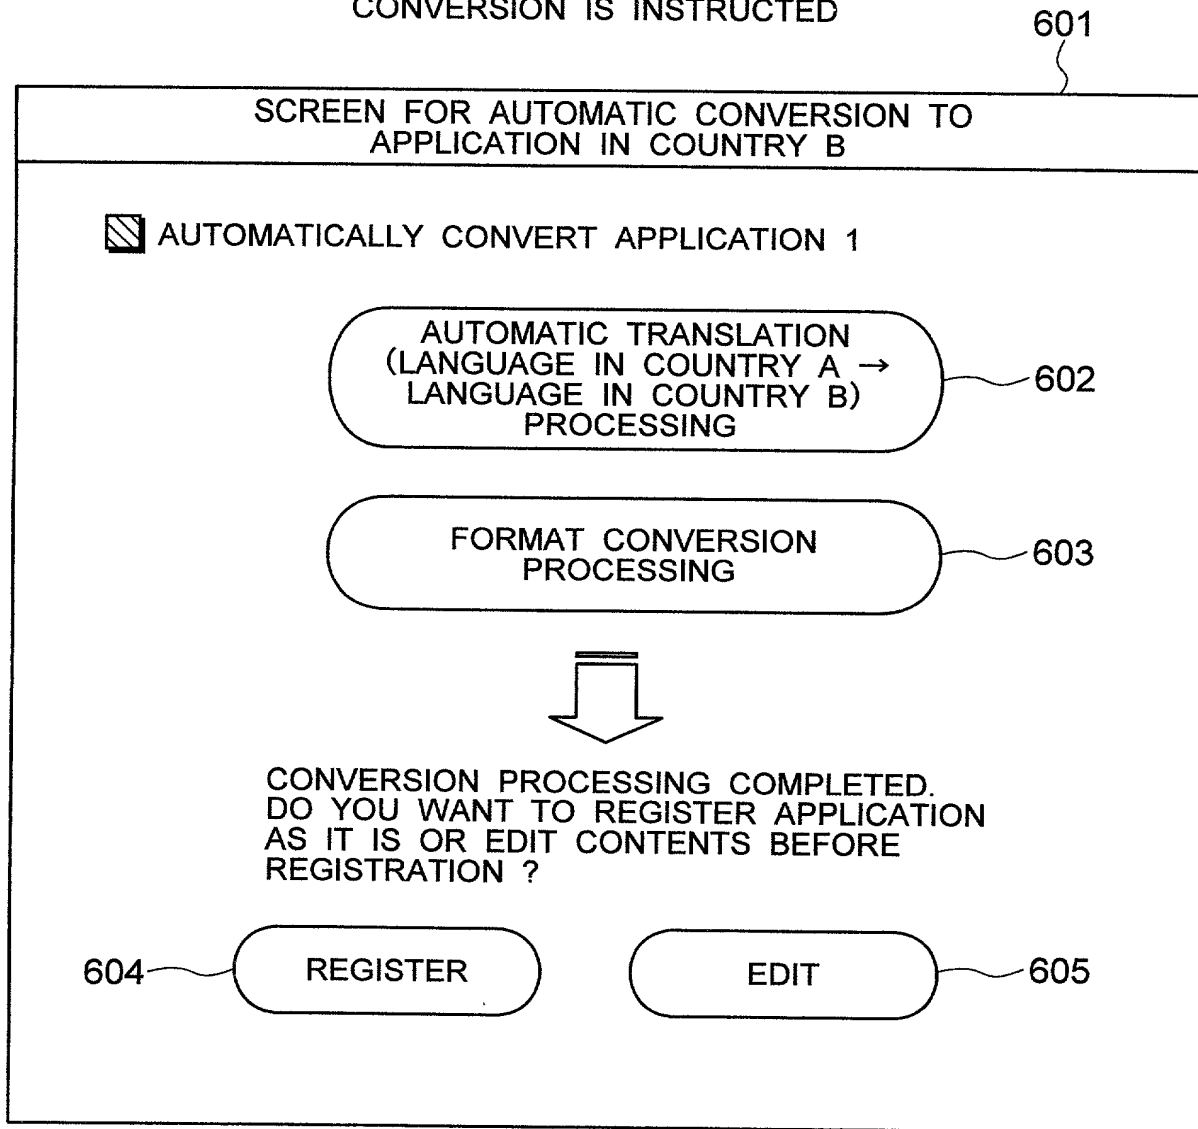 CONVERSION IS INSTRUCTED
601
SCREEN FOR AUTOMATIC CONVERSION TO
APPLICATION IN COUNTRY B
AUTOMATICALLY CONVERT APPLICATION 1
AUTOMATIC TRANSLATION
(LANGUAGE IN COUNTRY A →
LANGUAGE IN COUNTRY B)
PROCESSING
602
FORMAT CONVERSION
PROCESSING
603
CONVERSION PROCESSING COMPLETED.
DO YOU WANT TO REGISTER APPLICATION
AS IT IS OR EDIT CONTENTS BEFORE
REGISTRATION ?
604
REGISTER
EDIT
605